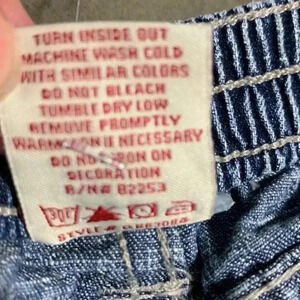 TURN INSIDE OUT
MACHINE WASH COLD
WITH SIMILAR COLORS
DO NOT BLEACH
TUMBLE DRY LOW
REMOVE PROMPTLY
WARM IRON IF NECESSARY
DO NOT IRON ON
DECORATION
R/N# 82253
STYLE #